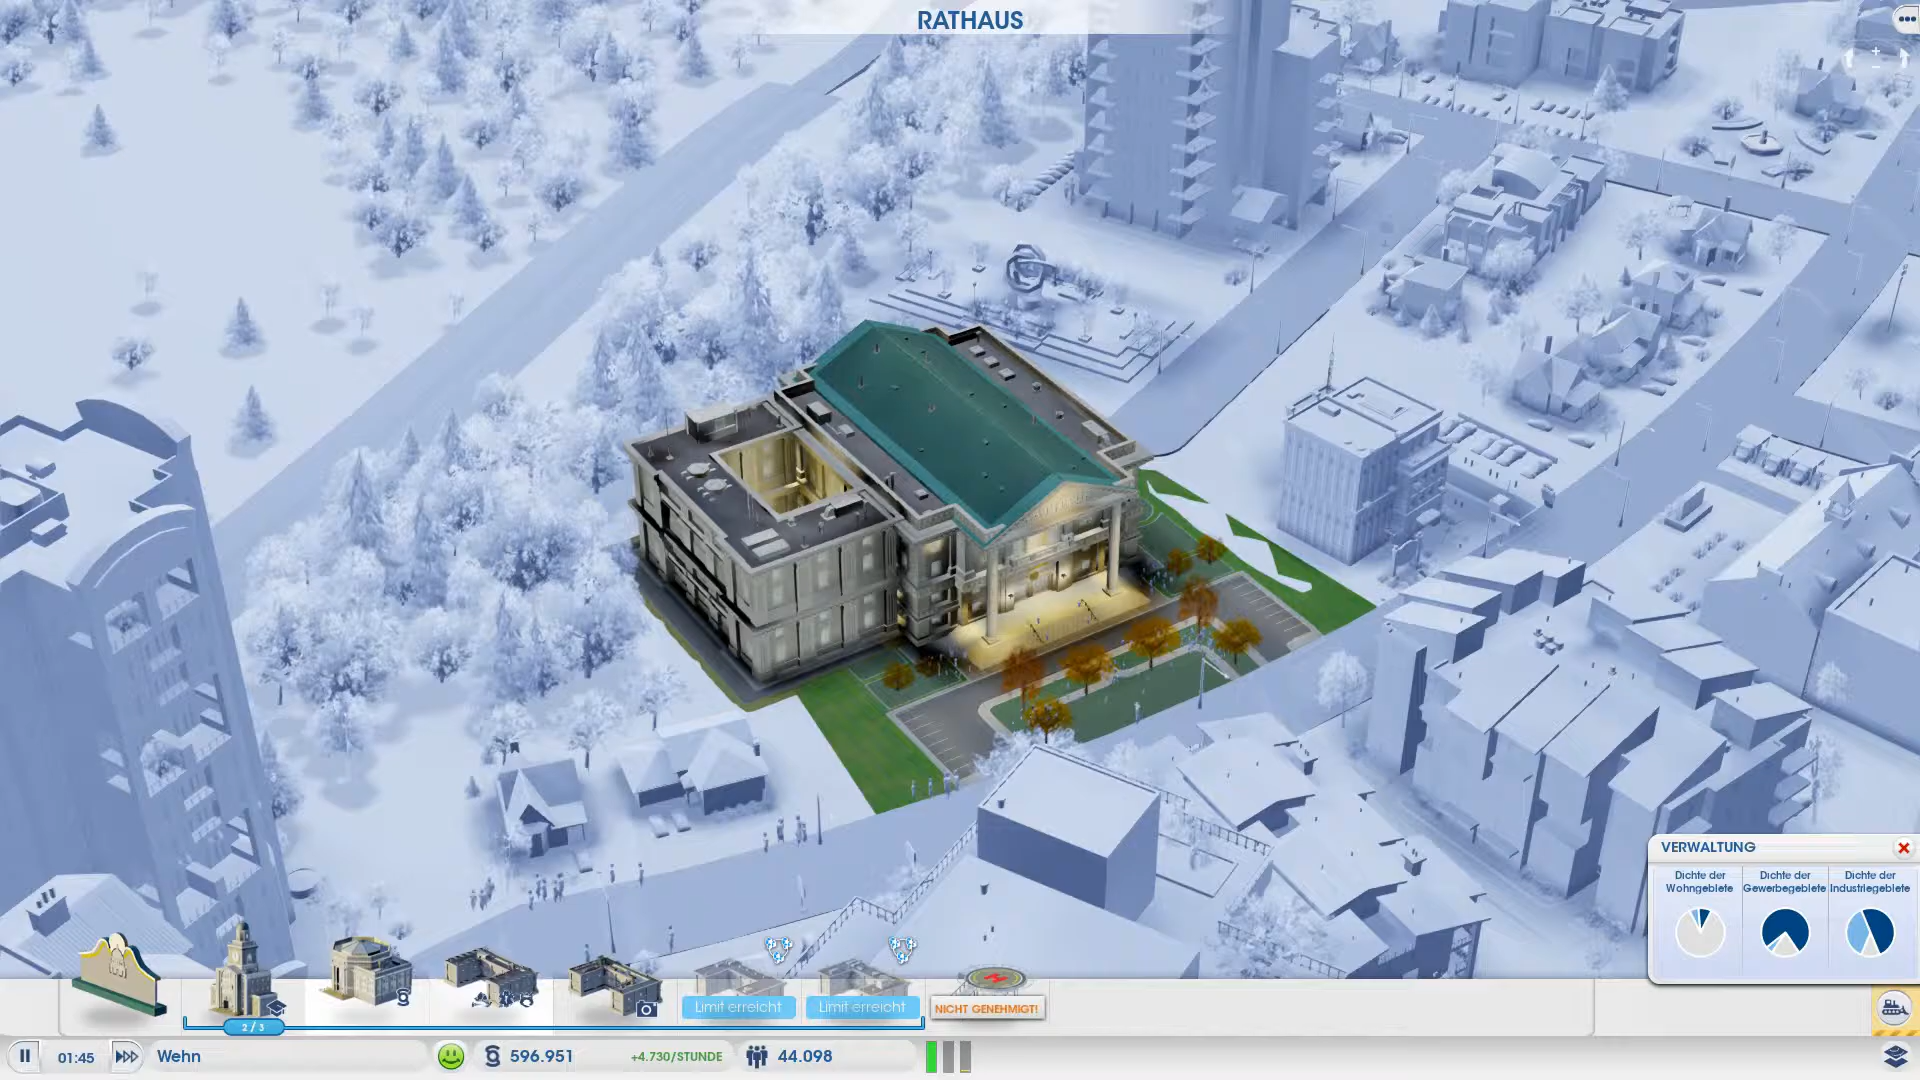 RATHAUS
VERWALTUNG
Dichte der
Wohngebiete
Dichte der
Gewerbegebiete
Dichte der
Industriegebiete
Limit erreicht
Limit erreicht
NICHT GENEHMIGT!
2 / 3
01:45
Wehn
596.951
+4.730/STUNDE
44.098